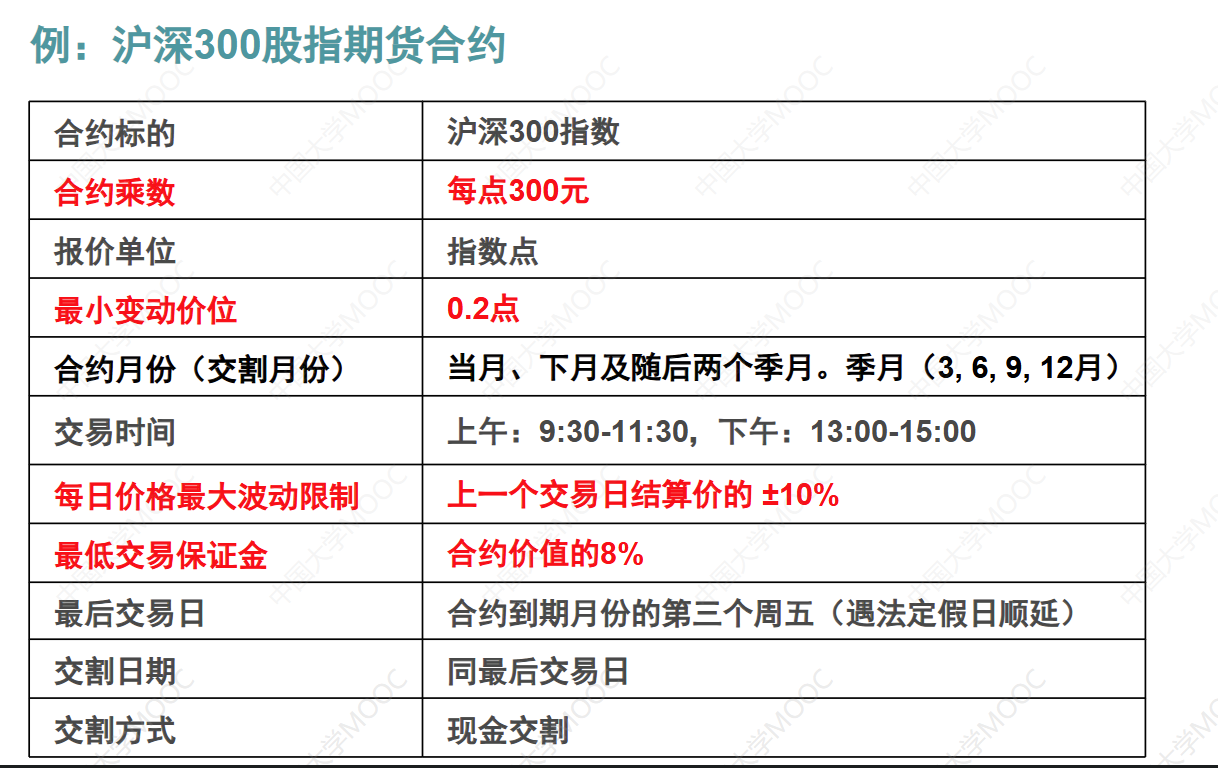 例：沪深300股指期货合约
合约标的 沪深300指数
合约乘数 每点300元
报价单位 指数点
最小变动价位 0.2点
合约月份（交割月份） 当月、下月及随后两个季月。季月（3, 6, 9, 12月）
交易时间 上午：9:30-11:30，下午：13:00-15:00
每日价格最大波动限制 上一个交易日结算价的 ±10%
最低交易保证金 合约价值的8%
最后交易日 合约到期月份的第三个周五（遇法定假日顺延）
交割日期 同最后交易日
交割方式 现金交割
中国大学MOOC